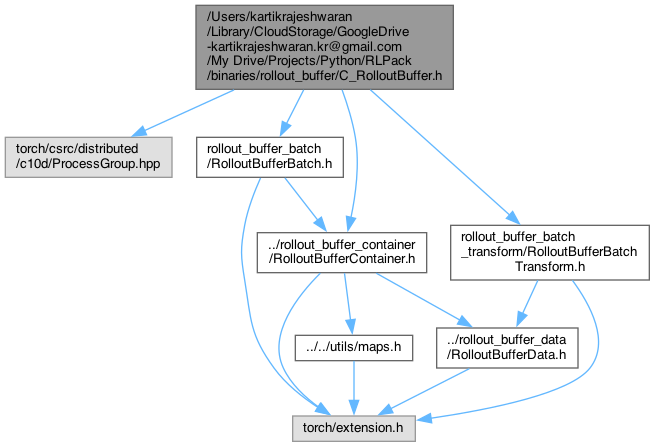 /Users/kartikrajeshwaran
/Library/CloudStorage/GoogleDrive
-kartikrajeshwaran.kr@gmail.com
/My Drive/Projects/Python/RLPack
/binaries/rollout_buffer/C_RolloutBuffer.h
torch/csrc/distributed
/c10d/ProcessGroup.hpp
rollout_buffer_batch
/RolloutBufferBatch.h
../rollout_buffer_container
/RolloutBufferContainer.h
rollout_buffer_batch
_transform/RolloutBufferBatch
Transform.h
../../utils/maps.h
../rollout_buffer_data
/RolloutBufferData.h
torch/extension.h